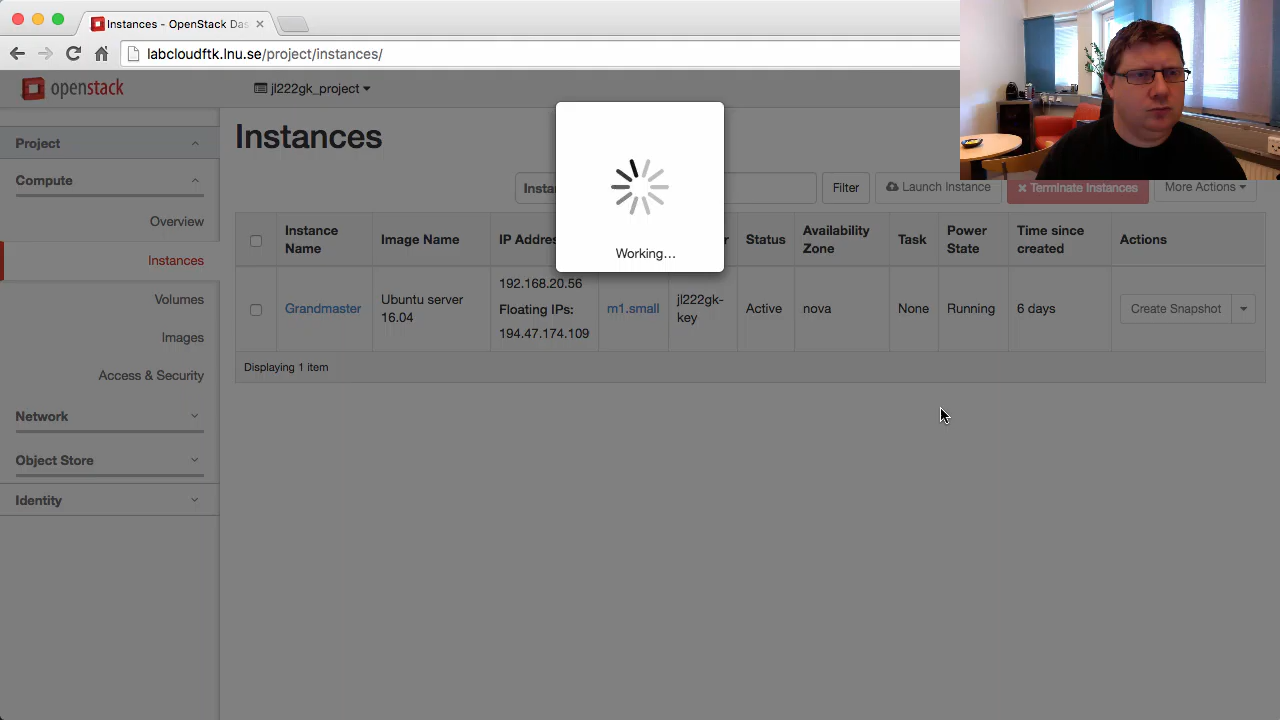 Instances - OpenStack Das
labcloudftk.lnu.se/project/instances/
openstack
jl222gk_project
Project
Compute
Overview
Instances
Volumes
Images
Access & Security
Network
Object Store
Identity
Instances
Working...
Filter
Launch Instance
Terminate Instances
More Actions
Instance Name
Image Name
Status
Availability Zone
Task
Power State
Time since created
Actions
Grandmaster
Ubuntu server 16.04
192.168.20.56
Floating IPs:
194.47.174.109
m1.small
jl222gk-key
Active
nova
None
Running
6 days
Create Snapshot
Displaying 1 item